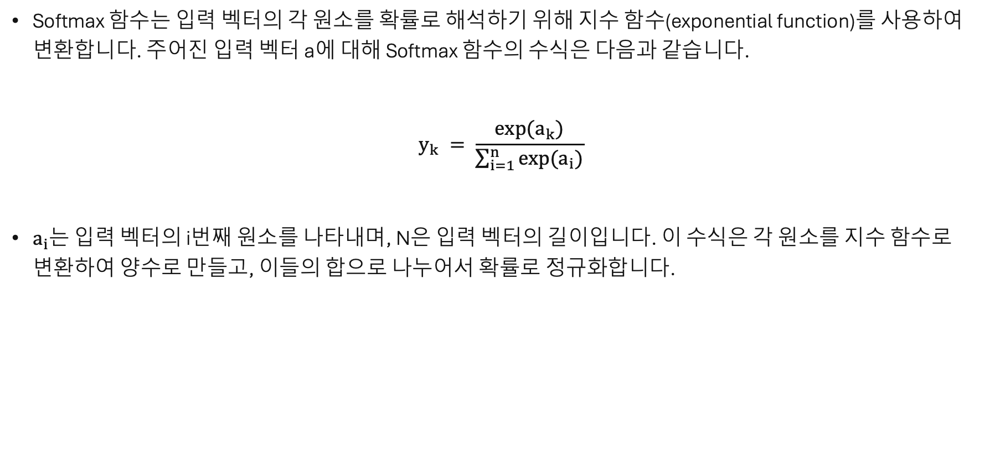 • Softmax 함수는 입력 벡터의 각 원소를 확률로 해석하기 위해 지수 함수(exponential function)를 사용하여
변환합니다. 주어진 입력 벡터 a에 대해 Softmax 함수의 수식은 다음과 같습니다.
yₖ = exp(aₖ) / ∑ⁿᵢ₌₁ exp(aᵢ)
• aᵢ는 입력 벡터의 i번째 원소를 나타내며, N은 입력 벡터의 길이입니다. 이 수식은 각 원소를 지수 함수로
변환하여 양수로 만들고, 이들의 합으로 나누어서 확률로 정규화합니다.